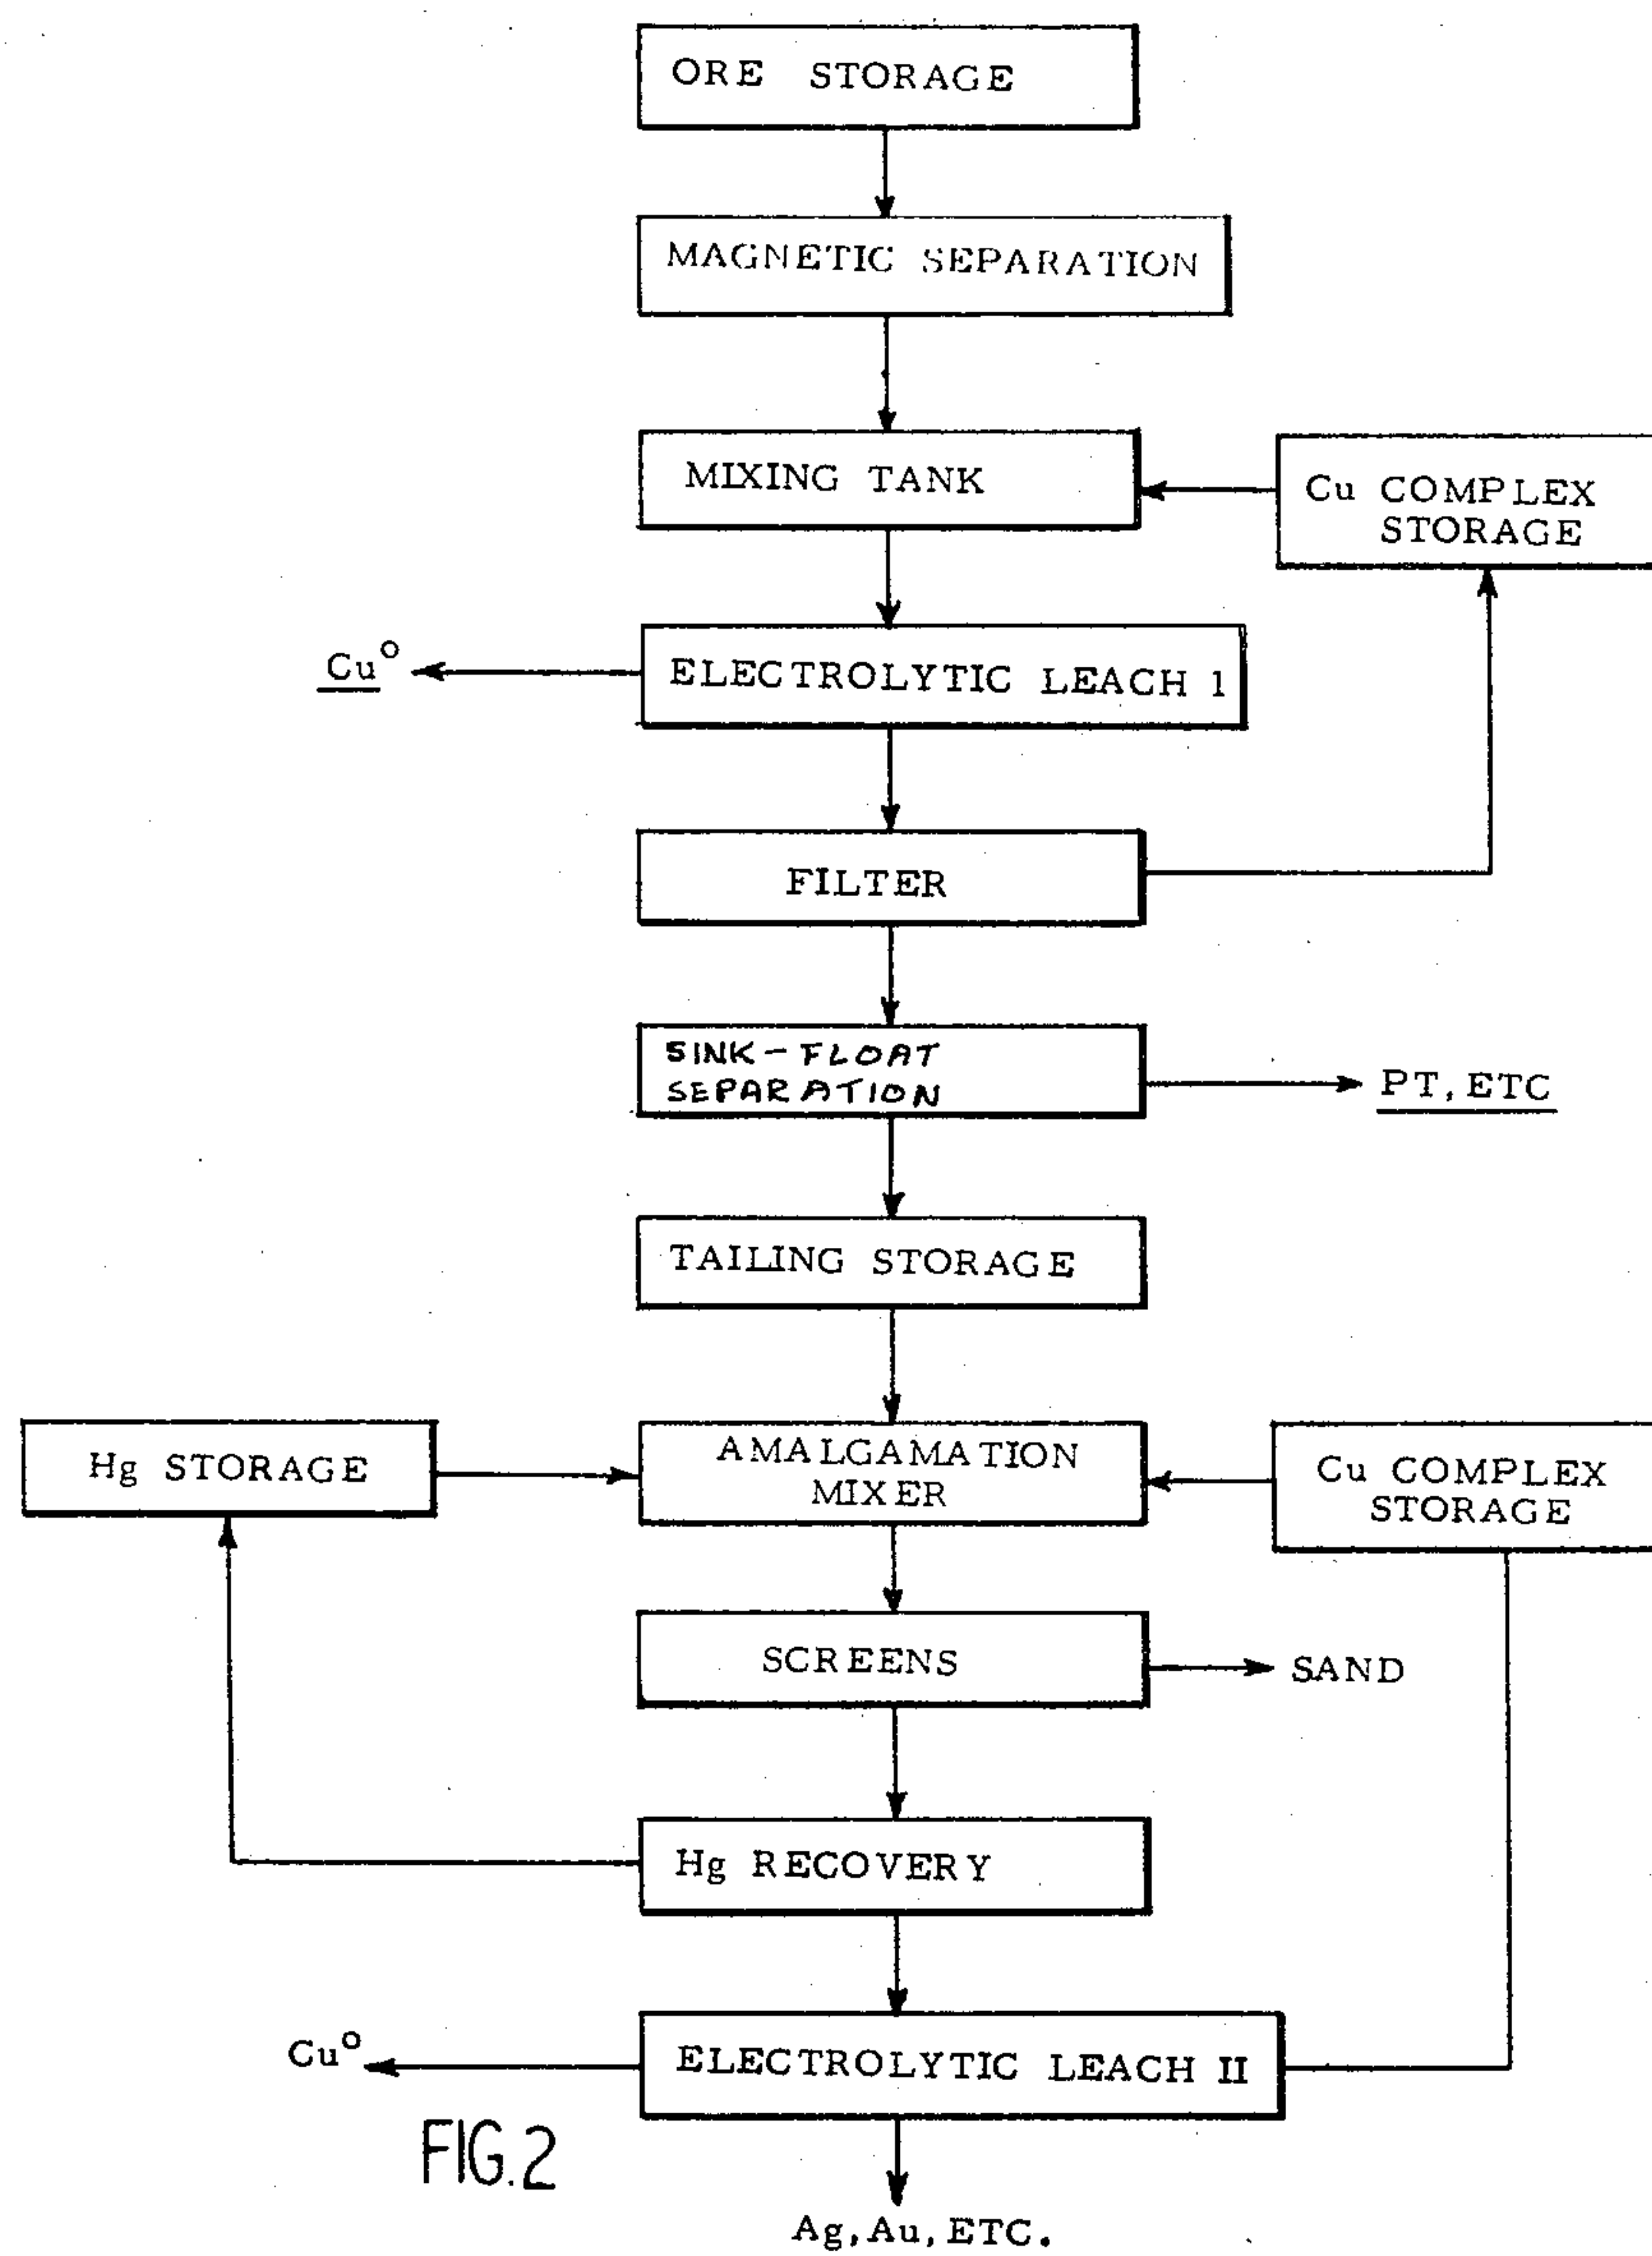 ORE STORAGE
MAGNETIC SEPARATION
MIXING TANK
Cu COMPLEX
STORAGE
Cu°
ELECTROLYTIC LEACH 1
FILTER
SINK-FLOAT
SEPARATION
PT, ETC
TAILING STORAGE
Hg STORAGE
AMALGAMATION
MIXER
Cu COMPLEX
STORAGE
SCREENS
SAND
Hg RECOVERY
Cu°
ELECTROLYTIC LEACH II
FIG.2
Ag, Au, ETC.